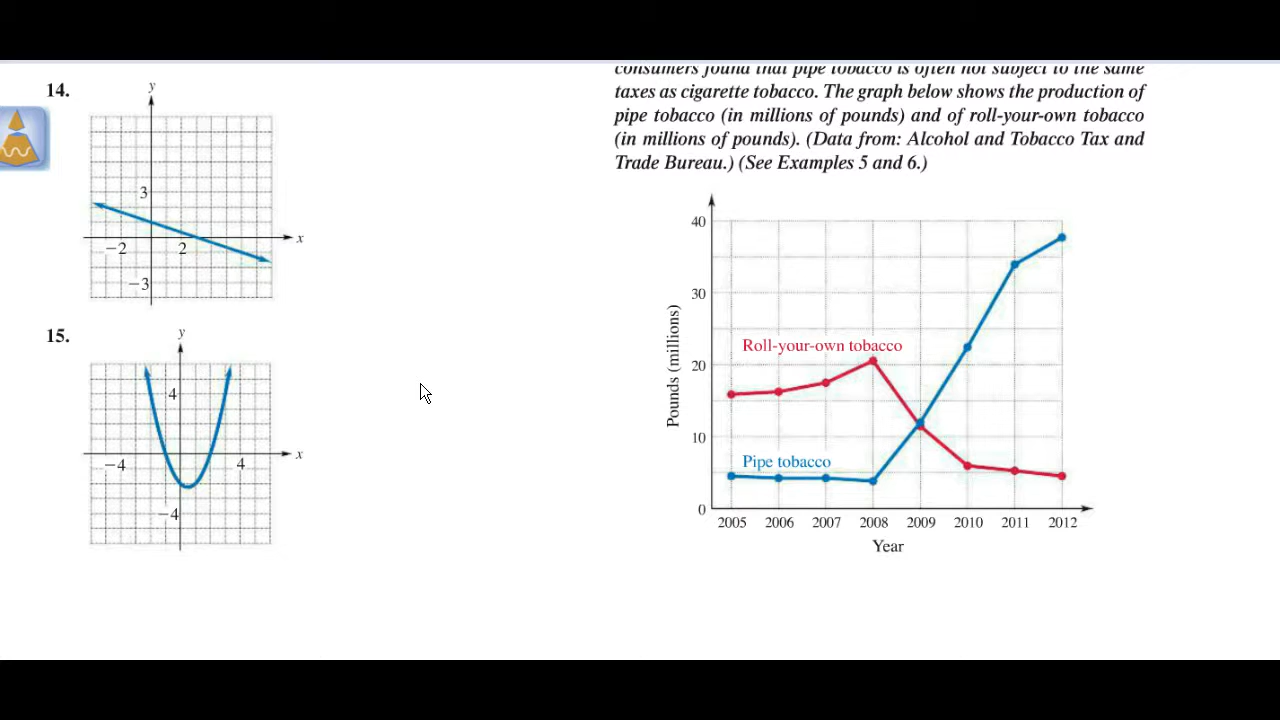 14.
y
3
−2
2
x
−3
15.
y
4
−4
4
x
−4
consumers found that pipe tobacco is often not subject to the same
taxes as cigarette tobacco. The graph below shows the production of
pipe tobacco (in millions of pounds) and of roll-your-own tobacco
(in millions of pounds). (Data from: Alcohol and Tobacco Tax and
Trade Bureau.) (See Examples 5 and 6.)
40
30
20
10
0
Pounds (millions)
Roll-your-own tobacco
Pipe tobacco
2005 2006 2007 2008 2009 2010 2011 2012
Year